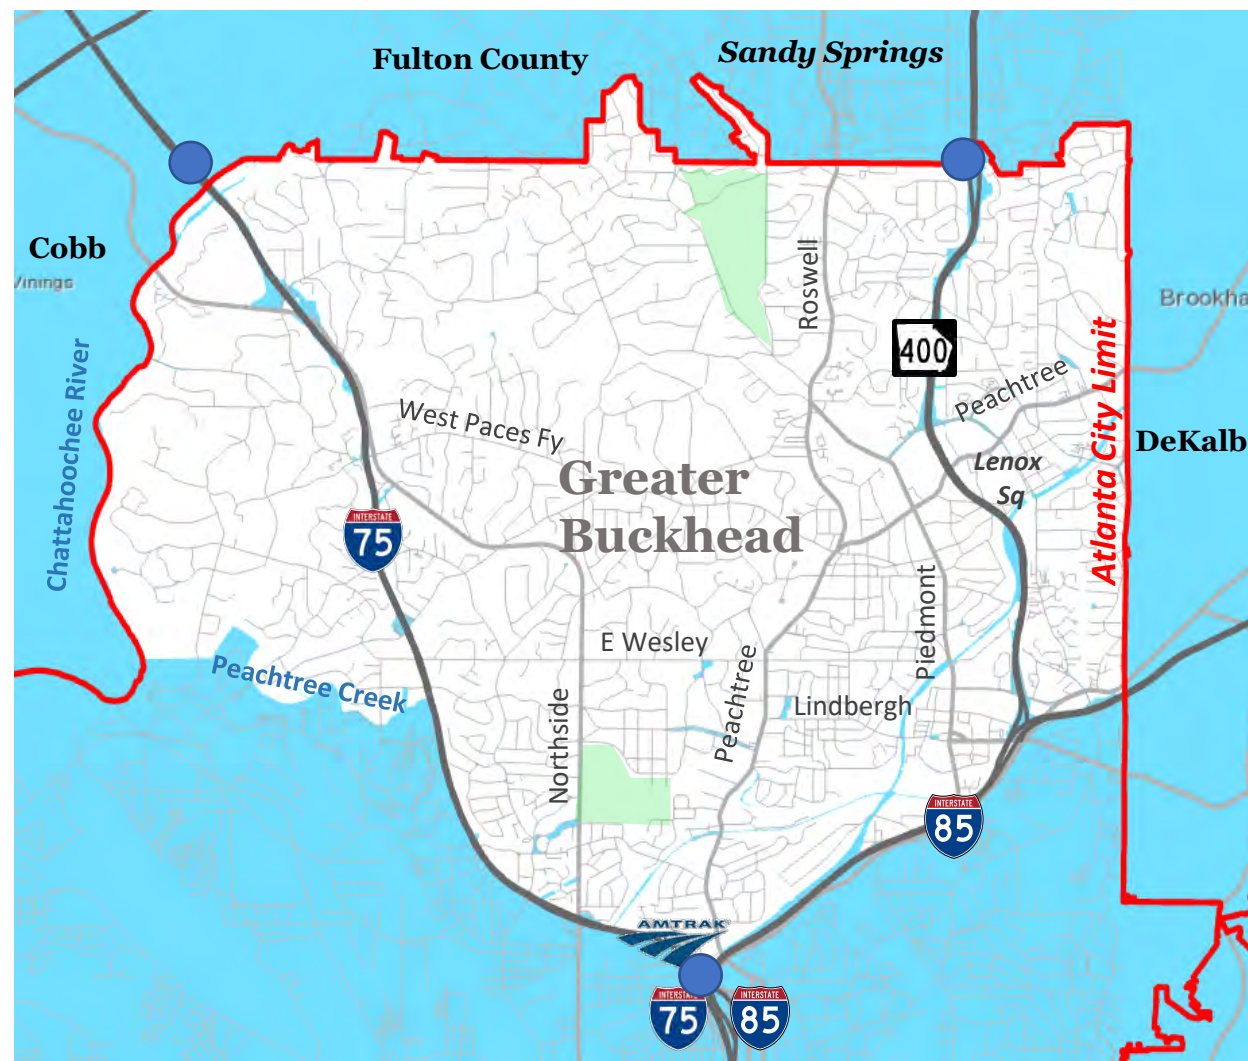 Fulton County
Sandy Springs
Cobb
Vinings
Roswell
Brookha
400
Peachtree
Atlanta City Limit
Chattahoochee River
West Paces Fy
DeKalb
Lenox
Sq
Greater
Buckhead
INTERSTATE
75
Piedmont
E Wesley
Peachtree Creek
Peachtree
Lindbergh
Northside
INTERSTATE
85
AMTRAK
INTERSTATE
75
INTERSTATE
85